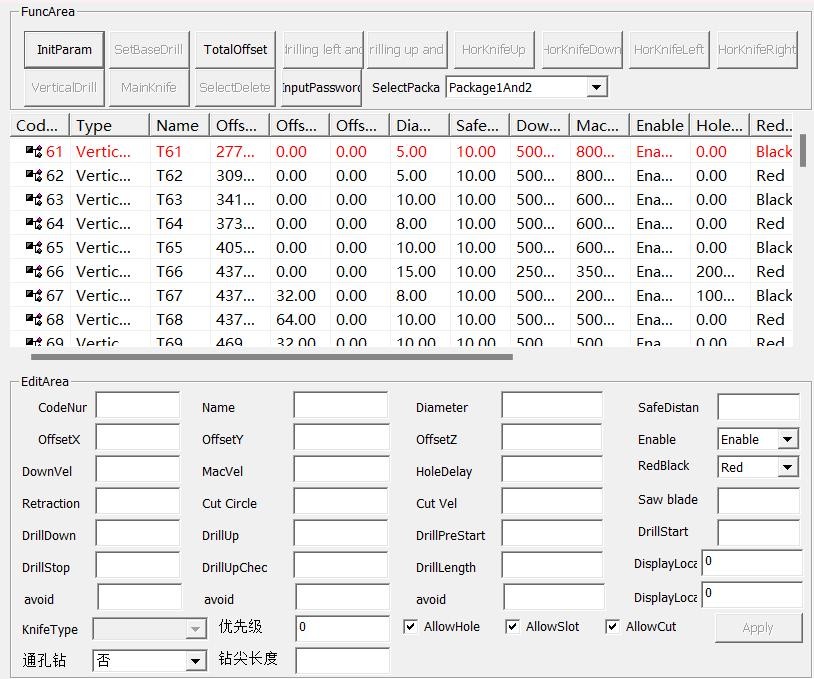 FuncArea
InitParam SetBaseDrill TotalOffset drilling left and rilling up and HorKnifeUp HorKnifeDown HorKnifeLeft HorKnifeRight
VerticalDrill MainKnife SelectDelete InputPassword SelectPacka Package1And2
Cod... Type Name Offs... Offs... Offs... Dia... Safe... Dow... Mac... Enable Hole... Red...
61 Vertic... T61 277... 0.00 0.00 5.00 10.00 500... 800... Ena... 0.00 Black
62 Vertic... T62 309... 0.00 0.00 5.00 10.00 500... 800... Ena... 0.00 Red
63 Vertic... T63 341... 0.00 0.00 10.00 10.00 500... 600... Ena... 0.00 Black
64 Vertic... T64 373... 0.00 0.00 8.00 10.00 500... 600... Ena... 0.00 Red
65 Vertic... T65 405... 0.00 0.00 10.00 10.00 500... 600... Ena... 0.00 Black
66 Vertic... T66 437... 0.00 0.00 15.00 10.00 250... 350... Ena... 200... Red
67 Vertic... T67 437... 32.00 0.00 8.00 10.00 500... 200... Ena... 100... Black
68 Vertic... T68 437... 64.00 0.00 10.00 10.00 500... 600... Ena... 0.00 Red
69 Vertic... T69 469... 32.00 0.00 10.00 10.00 500... 600... Ena... 0.00 Red
EditArea
CodeNur Name Diameter SafeDistan
OffsetX OffsetY OffsetZ Enable Enable
DownVel MacVel HoleDelay RedBlack Red
Retraction Cut Circle Cut Vel Saw blade
DrillDown DrillUp DrillPreStart DrillStart
DrillStop DrillUpChec DrillLength DisplayLoca 0
avoid avoid avoid DisplayLoca 0
KnifeType 优先级 0 AllowHole AllowSlot AllowCut Apply
通孔钻 否 钻尖长度